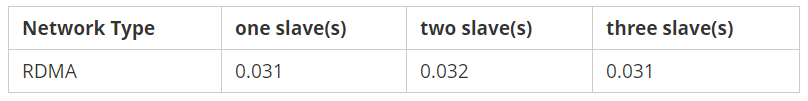 Network Type one slave(s) two slave(s) three slave(s)
RDMA 0.031 0.032 0.031